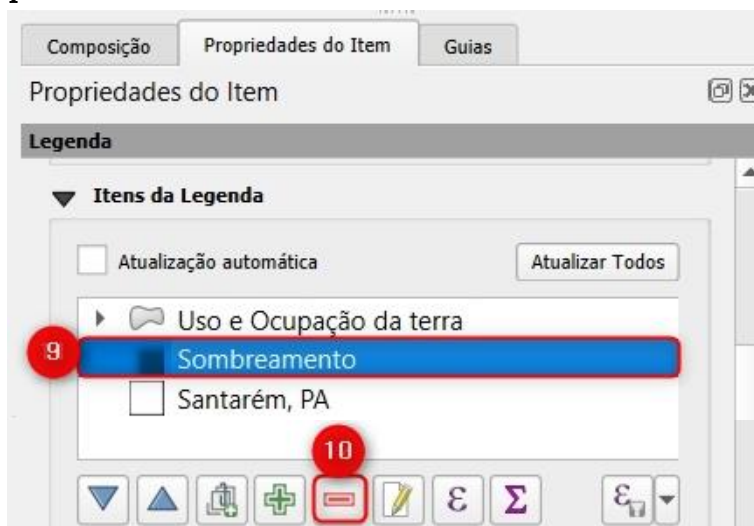 Composição Propriedades do Item Guias
Propriedades do Item
Legenda
Itens da Legenda
Atualização automática Atualizar Todos
Uso e Ocupação da terra
9 Sombreamento
Santarém, PA
10
ε Σ ε